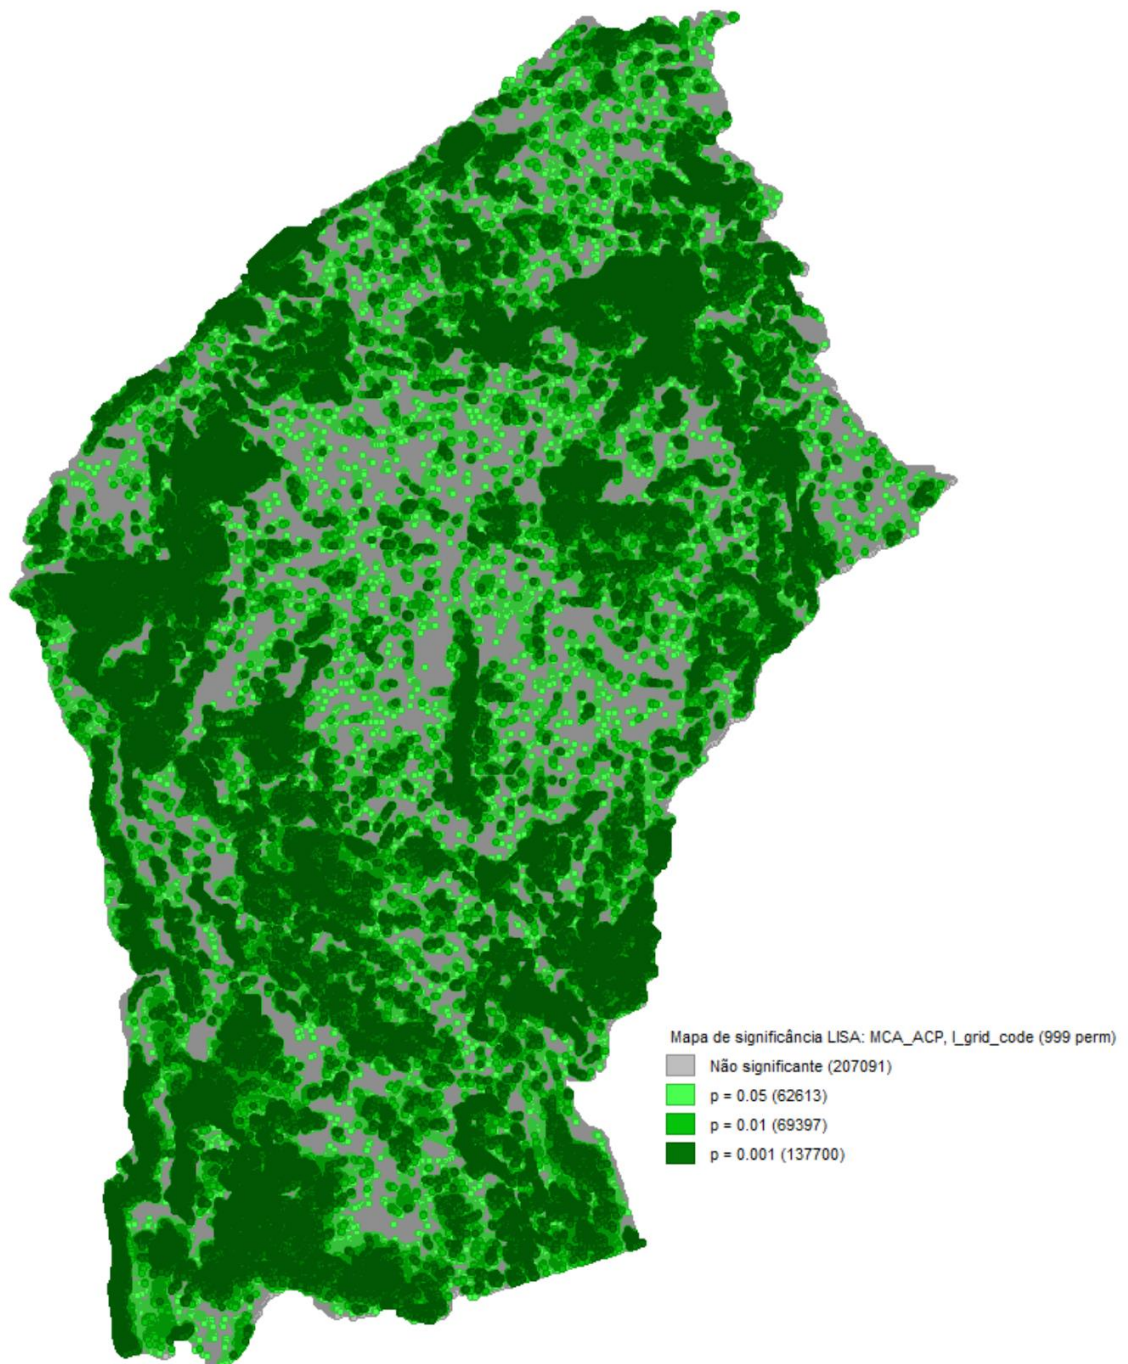 Mapa de significância LISA: MCA_ACP, I_grid_code (999 perm)
Não significante (207091)
p = 0.05 (62613)
p = 0.01 (69397)
p = 0.001 (137700)